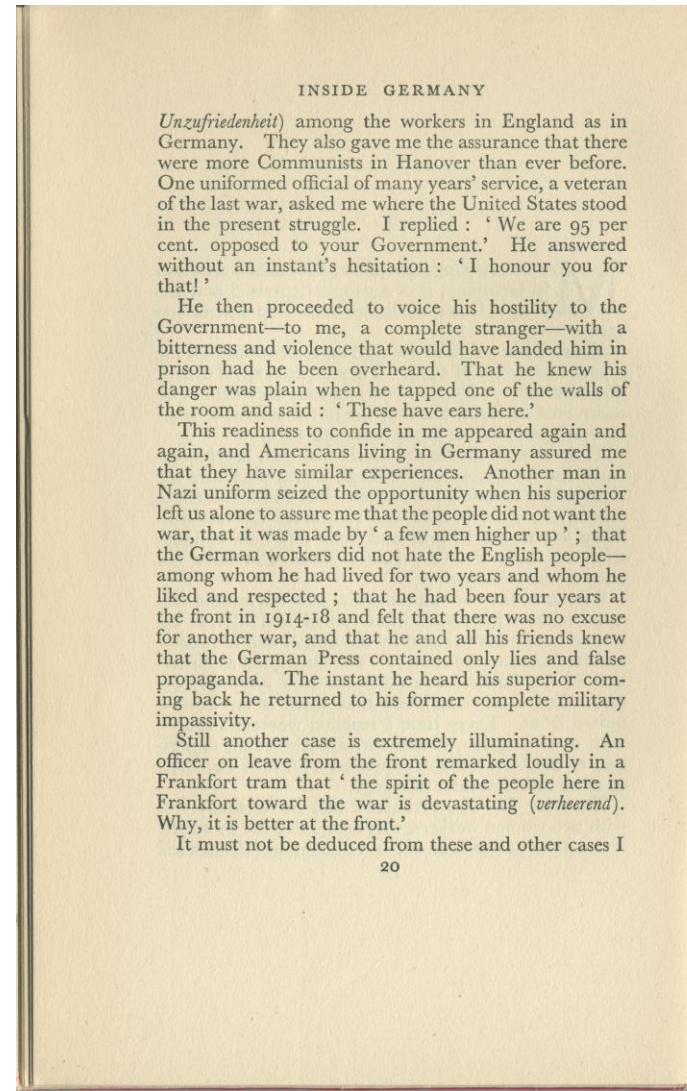 INSIDE GERMANY
Unzufriedenheit) among the workers in England as in
Germany. They also gave me the assurance that there
were more Communists in Hanover than ever before.
One uniformed official of many years’ service, a veteran
of the last war, asked me where the United States stood
in the present struggle. I replied : ‘ We are 95 per
cent. opposed to your Government.’ He answered
without an instant’s hesitation : ‘ I honour you for
that! ’
He then proceeded to voice his hostility to the
Government—to me, a complete stranger—with a
bitterness and violence that would have landed him in
prison had he been overheard. That he knew his
danger was plain when he tapped one of the walls of
the room and said : ‘ These have ears here.’
This readiness to confide in me appeared again and
again, and Americans living in Germany assured me
that they have similar experiences. Another man in
Nazi uniform seized the opportunity when his superior
left us alone to assure me that the people did not want the
war, that it was made by ‘ a few men higher up ’ ; that
the German workers did not hate the English people—
among whom he had lived for two years and whom he
liked and respected ; that he had been four years at
the front in 1914-18 and felt that there was no excuse
for another war, and that he and all his friends knew
that the German Press contained only lies and false
propaganda. The instant he heard his superior com-
ing back he returned to his former complete military
impassivity.
Still another case is extremely illuminating. An
officer on leave from the front remarked loudly in a
Frankfort tram that ‘ the spirit of the people here in
Frankfort toward the war is devastating (verheerend).
Why, it is better at the front.’
It must not be deduced from these and other cases I
20